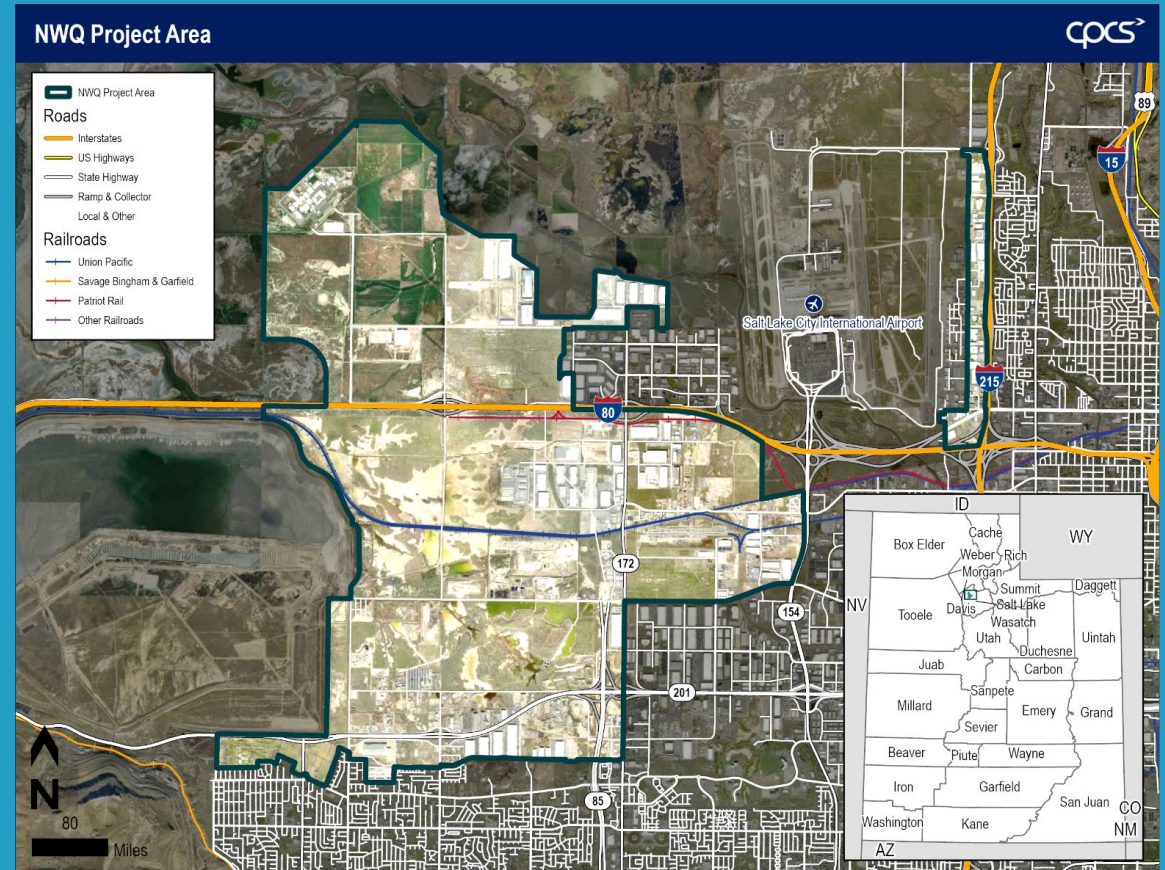 NWQ Project Area
cpcs
NWQ Project Area
Roads
Interstates
US Highways
State Highway
Ramp & Collector
Local & Other
Railroads
Union Pacific
Savage Bingham & Garfield
Patriot Rail
Other Railroads
89
15
Salt Lake City International Airport
215
80
172
154
201
85
N
80
Miles
ID
WY
NV
CO
NM
AZ
Box Elder
Cache
Weber
Rich
Morgan
Summit
Daggett
Davis
Salt Lake
Tooele
Wasatch
Utah
Duchesne
Uintah
Juab
Carbon
Sanpete
Millard
Emery
Grand
Sevier
Beaver
Piute
Wayne
Iron
Garfield
San Juan
Washington
Kane